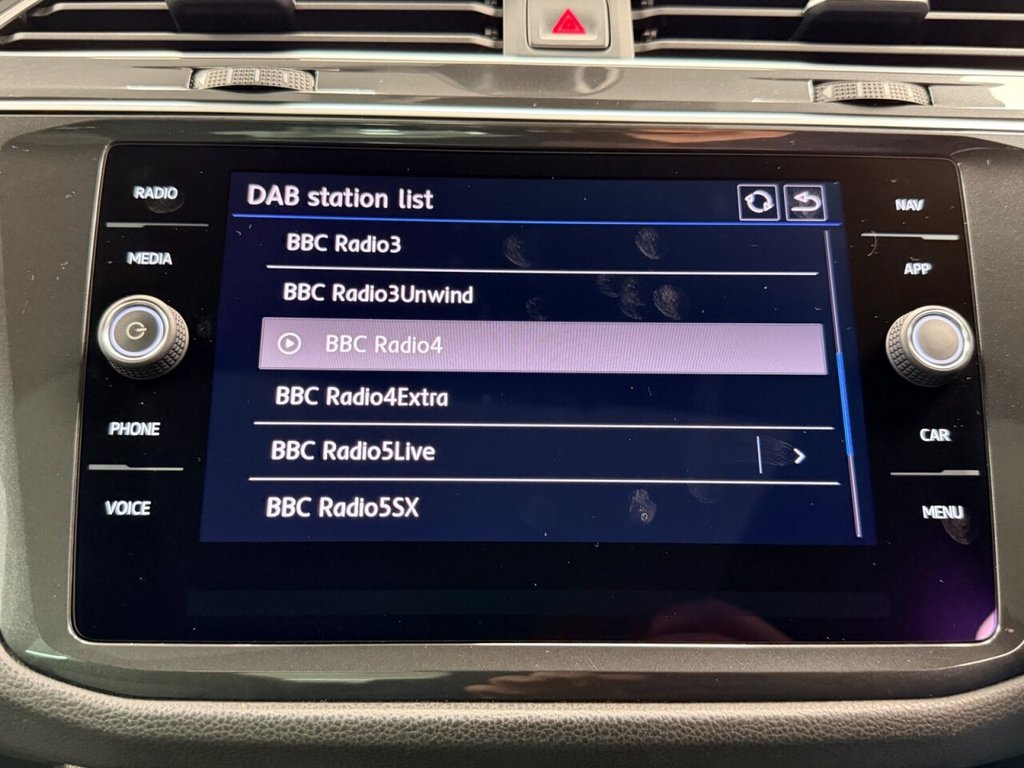 RADIO
MEDIA
PHONE
VOICE
DAB station list
BBC Radio3
BBC Radio3Unwind
BBC Radio4
BBC Radio4Extra
BBC Radio5Live
BBC Radio5SX
NAV
APP
CAR
MENU